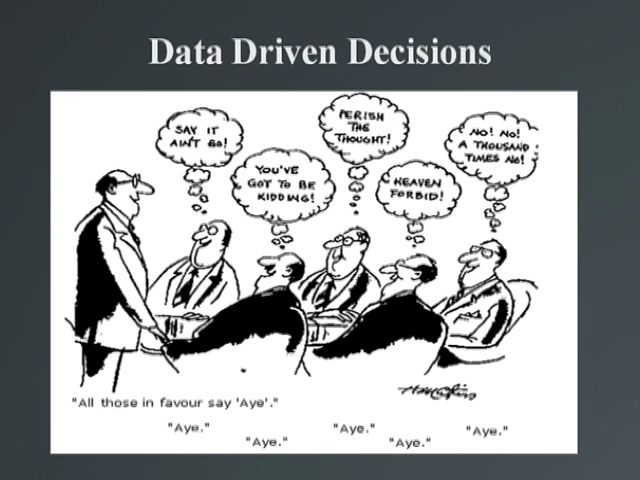 Data Driven Decisions
SAY IT
AIN'T SO!
YOU'VE
GOT TO BE
KIDDING!
PERISH
THE
THOUGHT!
HEAVEN
FORBID!
NO! NO!
A THOUSAND
TIMES NO!
"All those in favour say 'Aye'."
"Aye."
"Aye."
"Aye."
"Aye."
"Aye."